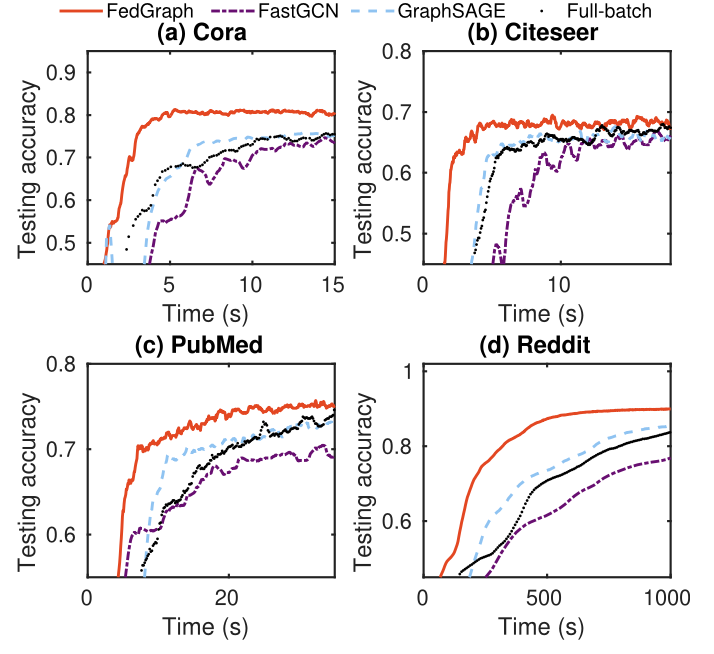 FedGraph FastGCN GraphSAGE Full-batch
(a) Cora (b) Citeseer
Testing accuracy
0.9
0.8
0.7
0.6
0.5
0 5 10 15
Time (s)
Testing accuracy
0.8
0.7
0.6
0.5
0 10
Time (s)
(c) PubMed (d) Reddit
Testing accuracy
0.8
0.7
0.6
0 20
Time (s)
Testing accuracy
1
0.8
0.6
0 500 1000
Time (s)